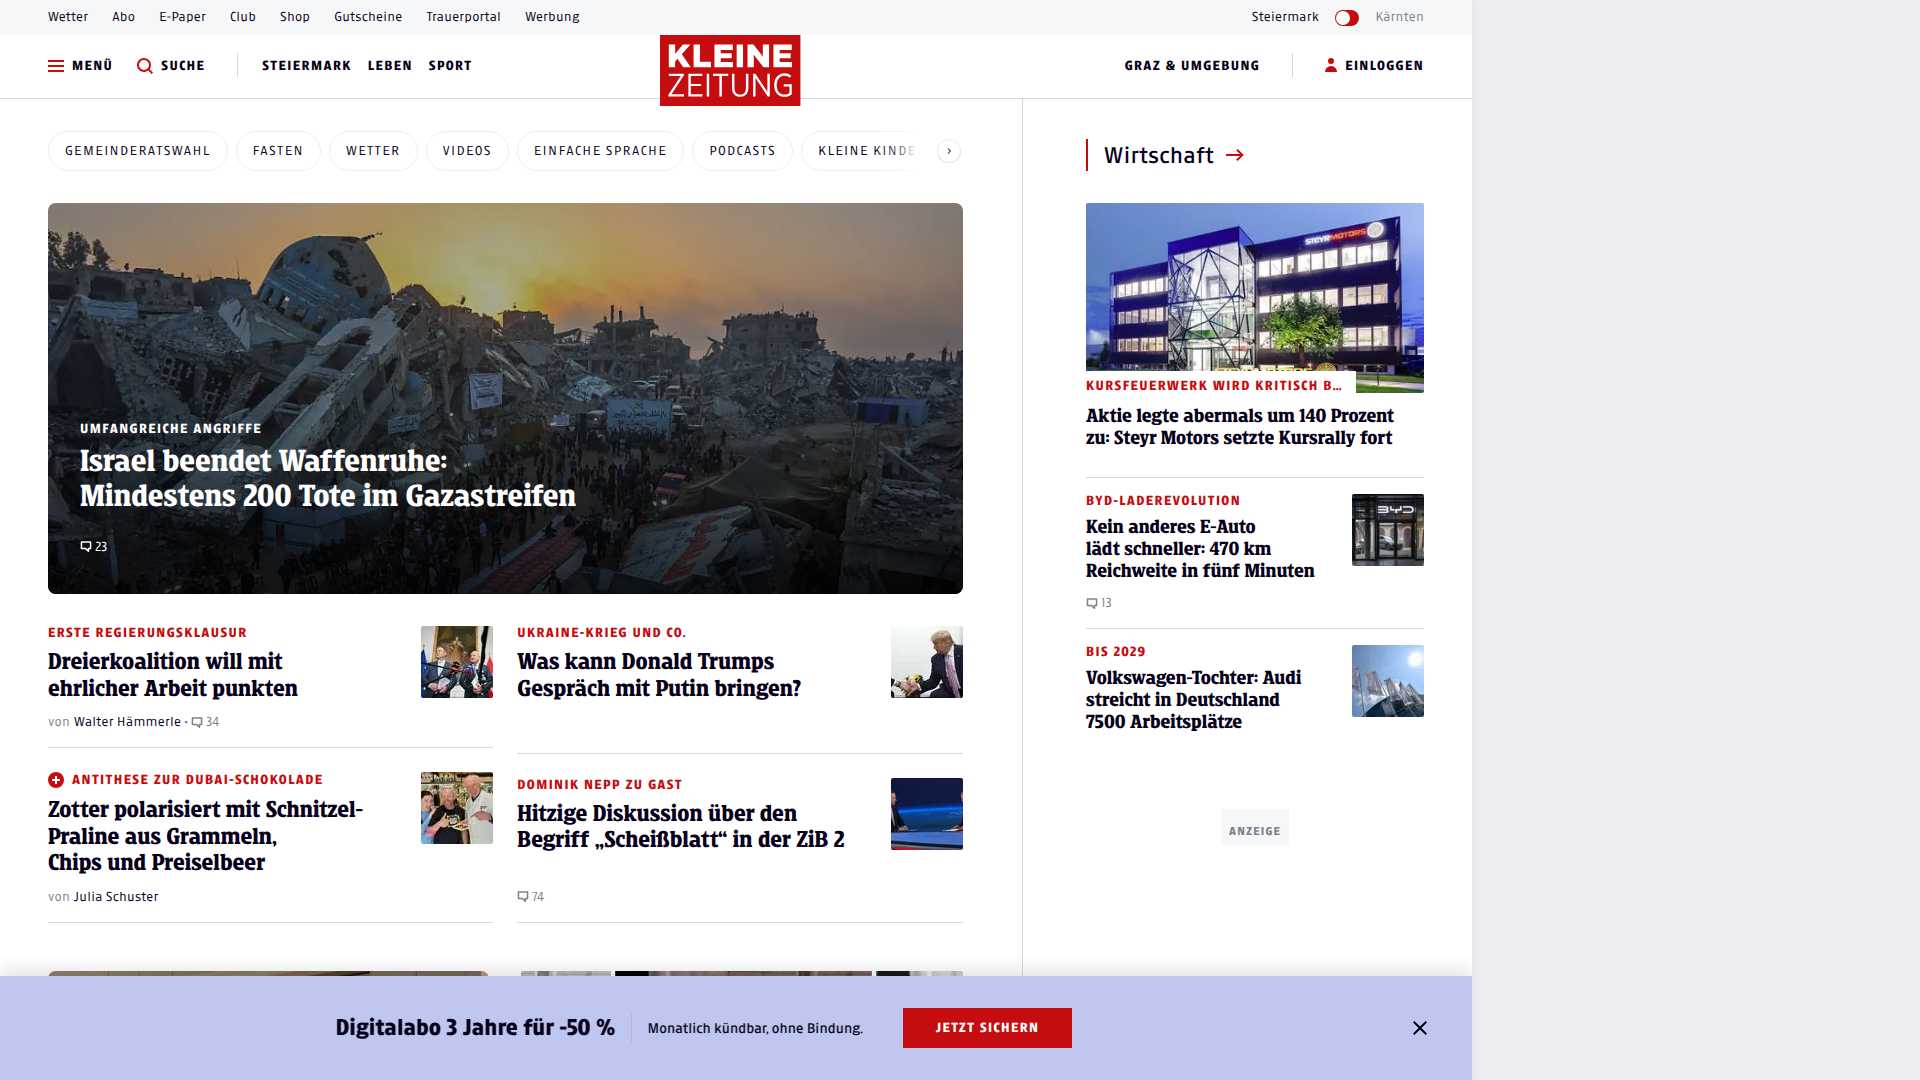 Wetter Abo E-Paper Club Shop Gutscheine Trauerportal Werbung Steiermark Kärnten
MENÜ SUCHE STEIERMARK LEBEN SPORT KLEINE ZEITUNG GRAZ & UMGEBUNG EINLOGGEN
GEMEINDERATSWAHL FASTEN WETTER VIDEOS EINFACHE SPRACHE PODCASTS KLEINE KINDE
UMFANGREICHE ANGRIFFE
Israel beendet Waffenruhe:
Mindestens 200 Tote im Gazastreifen
23
ERSTE REGIERUNGSKLAUSUR
Dreierkoalition will mit
ehrlicher Arbeit punkten
von Walter Hämmerle · 34
UKRAINE-KRIEG UND CO.
Was kann Donald Trumps
Gespräch mit Putin bringen?
ANTITHESE ZUR DUBAI-SCHOKOLADE
Zotter polarisiert mit Schnitzel-
Praline aus Grammeln,
Chips und Preiselbeer
von Julia Schuster
DOMINIK NEPP ZU GAST
Hitzige Diskussion über den
Begriff „Scheißblatt“ in der ZiB 2
74
Wirtschaft
STEYR MOTORS
KURSFEUERWERK WIRD KRITISCH B...
Aktie legte abermals um 140 Prozent
zu: Steyr Motors setzte Kursrally fort
BYD-LADEREVOLUTION
Kein anderes E-Auto
lädt schneller: 470 km
Reichweite in fünf Minuten
BYD
13
BIS 2029
Volkswagen-Tochter: Audi
streicht in Deutschland
7500 Arbeitsplätze
ANZEIGE
Digitalabo 3 Jahre für -50 % Monatlich kündbar, ohne Bindung. JETZT SICHERN